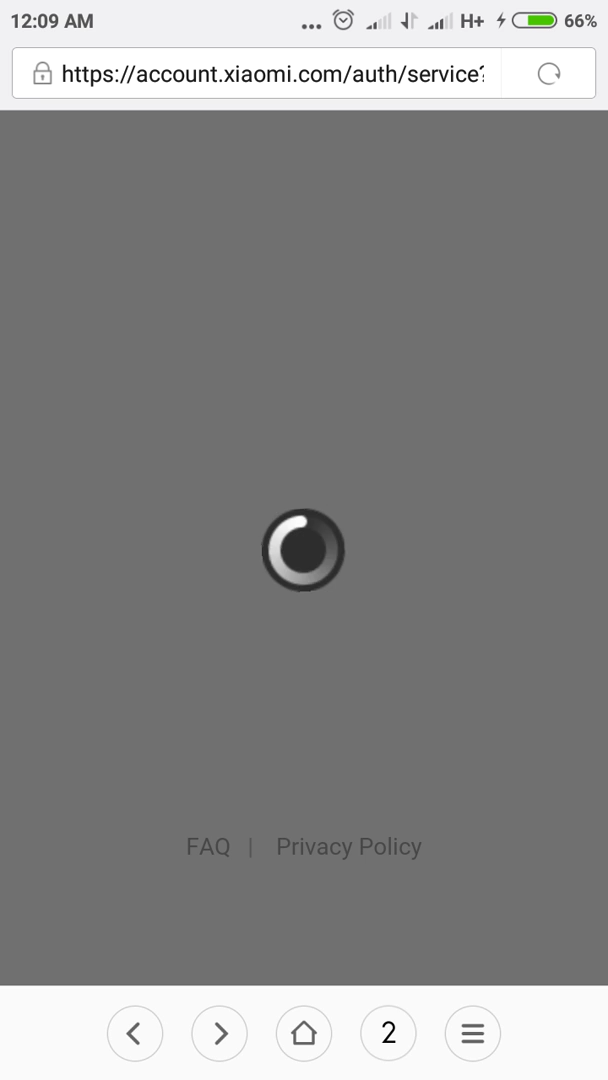 12:09 AM ... H+ 66%
https://account.xiaomi.com/auth/service?
FAQ | Privacy Policy
2